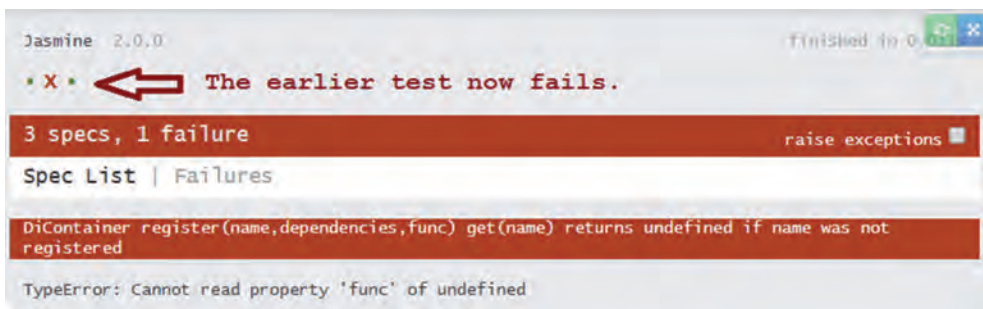 Jasmine 2.0.0
finished in 0.
• X •
The earlier test now fails.
3 specs, 1 failure
raise exceptions
Spec List | Failures
DiContainer register(name,dependencies,func) get(name) returns undefined if name was not
registered
TypeError: Cannot read property 'func' of undefined